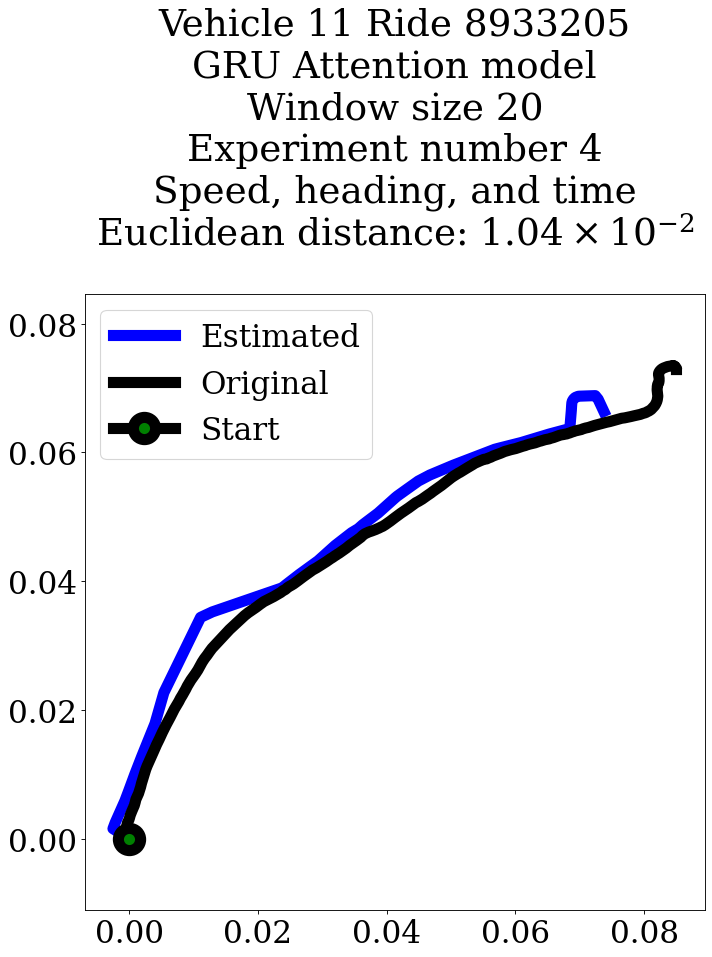 Vehicle 11 Ride 8933205
GRU Attention model
Window size 20
Experiment number 4
Speed, heading, and time
Euclidean distance: 1.04 × 10⁻²
Estimated
Original
Start
0.08
0.06
0.04
0.02
0.00
0.00 0.02 0.04 0.06 0.08